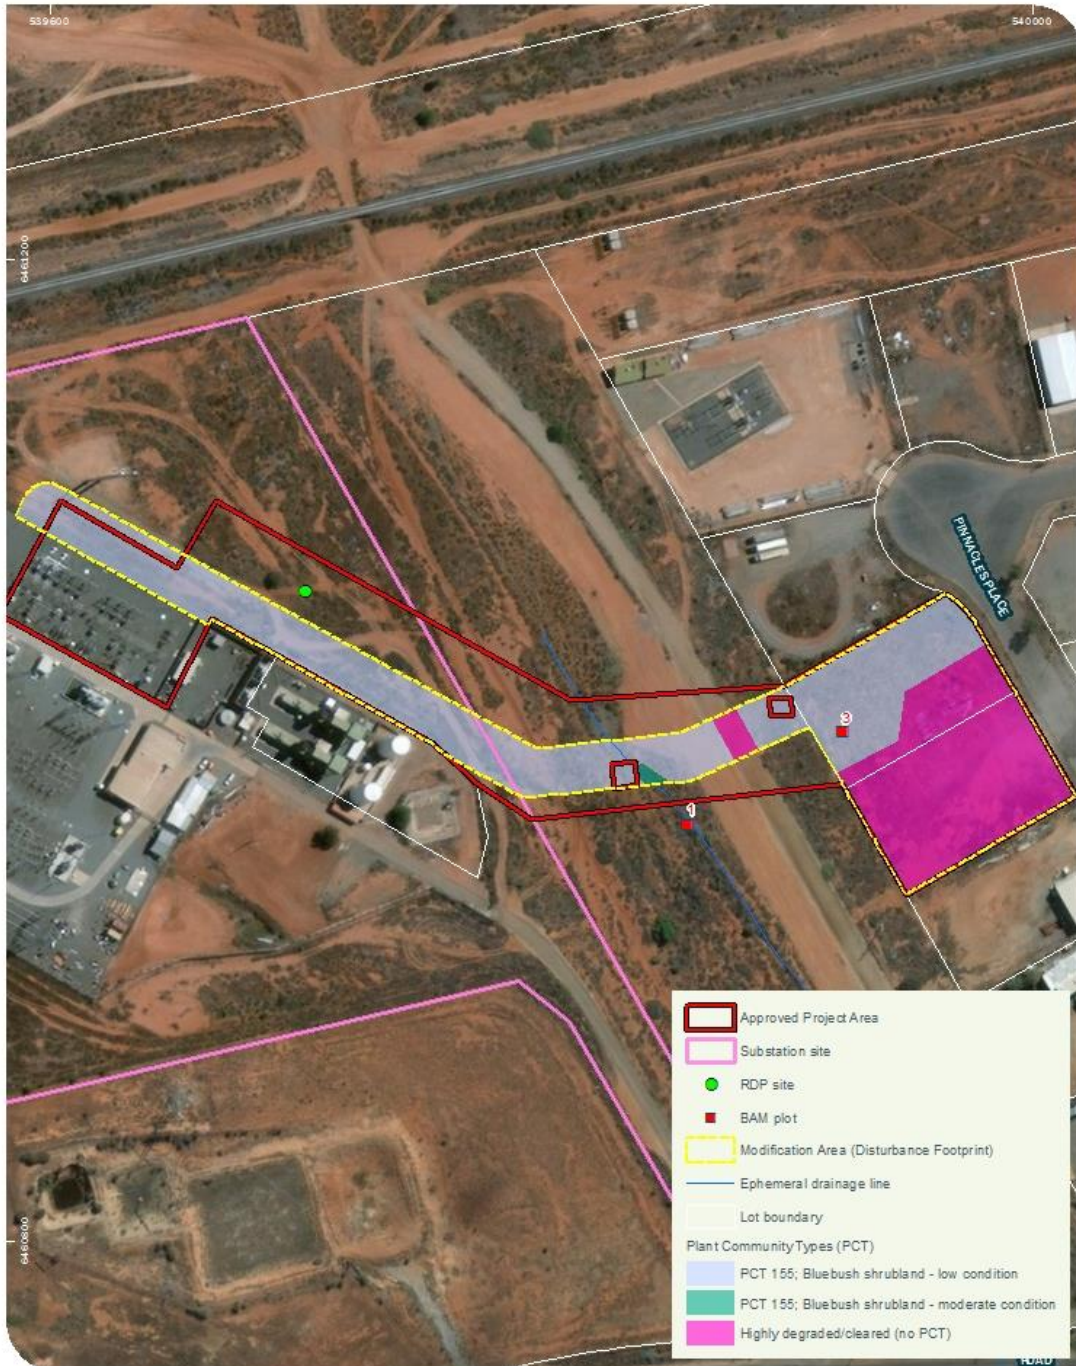 539600
540000
6461200
PINNACLES PLACE
3
1
6460800
Approved Project Area
Substation site
RDP site
BAM plot
Modification Area (Disturbance Footprint)
Ephemeral drainage line
Lot boundary
Plant Community Types (PCT)
PCT 155; Bluebush shrubland - low condition
PCT 155; Bluebush shrubland - moderate condition
Highly degraded/cleared (no PCT)
ROAD